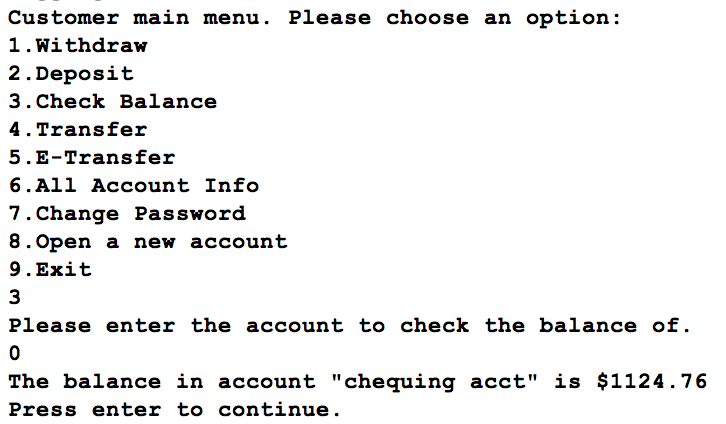 Customer main menu. Please choose an option:
1.Withdraw
2.Deposit
3.Check Balance
4.Transfer
5.E-Transfer
6.All Account Info
7.Change Password
8.Open a new account
9.Exit
3
Please enter the account to check the balance of.
0
The balance in account "chequing acct" is $1124.76
Press enter to continue.